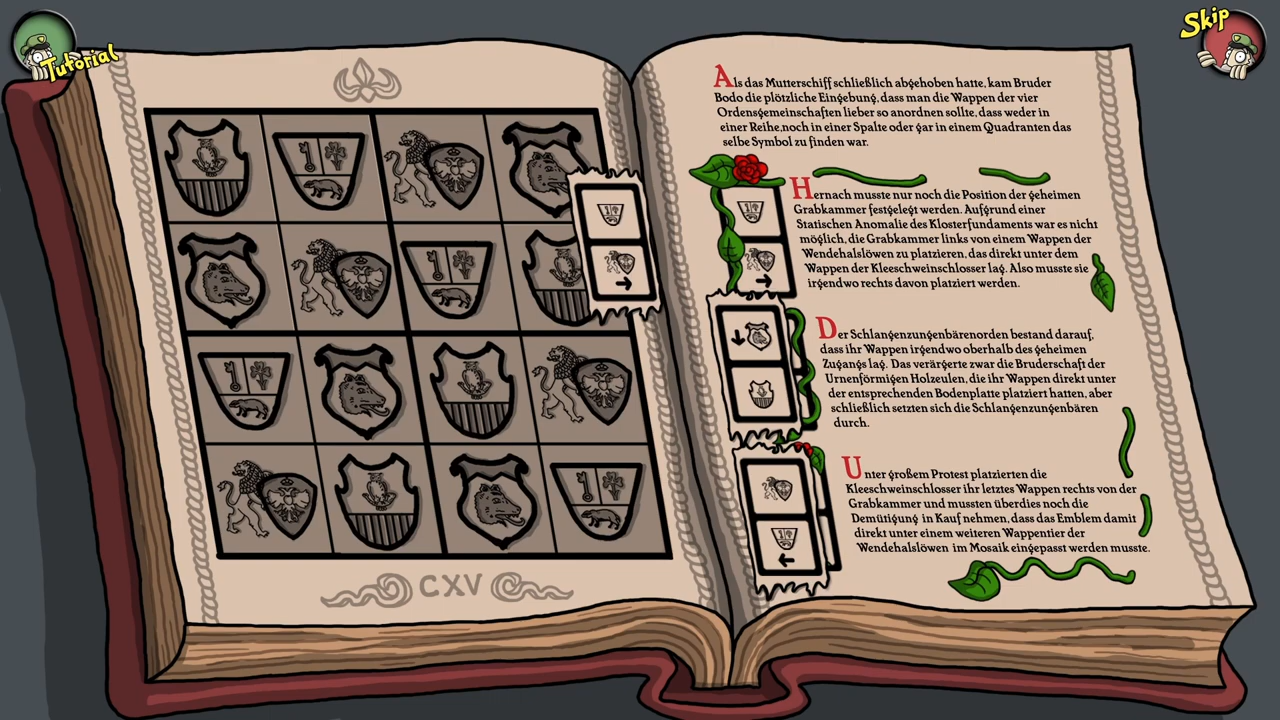 Tutorial
Skip
Als das Mutterschiff schließlich abgehoben hatte, kam Bruder
Bodo die plötzliche Eingebung, dass man die Wappen der vier
Ordensgemeinschaften lieber so anordnen sollte, dass weder in
einer Reihe,noch in einer Spalte oder gar in einem Quadranten das
selbe Symbol zu finden war.
Hernach musste nur noch die Position der geheimen
Grabkammer festgelegt werden. Aufgrund einer
Statischen Anomalie des Klosterfundaments war es nicht
möglich, die Grabkammer links von einem Wappen der
Wendehalslöwen zu platzieren, das direkt unter dem
Wappen der Kleeschweinschlosser lag. Also musste sie
irgendwo rechts davon platziert werden.
Der Schlangenzungenbärenorden bestand darauf,
dass ihr Wappen irgendwo oberhalb des geheimen
Zugangs lag. Das verärgerte zwar die Bruderschaft der
Urnenförmigen Holzeulen, die ihr Wappen direkt unter
der entsprechenden Bodenplatte platziert hatten, aber
schließlich setzten sich die Schlangenzungenbären
durch.
Unter großem Protest platzierten die
Kleeschweinschlosser ihr letztes Wappen rechts von der
Grabkammer und mussten überdies noch die
Demütigung in Kauf nehmen, dass das Emblem damit
direkt unter einem weiteren Wappentier der
Wendehalslöwen im Mosaik eingepasst werden musste.
CXV